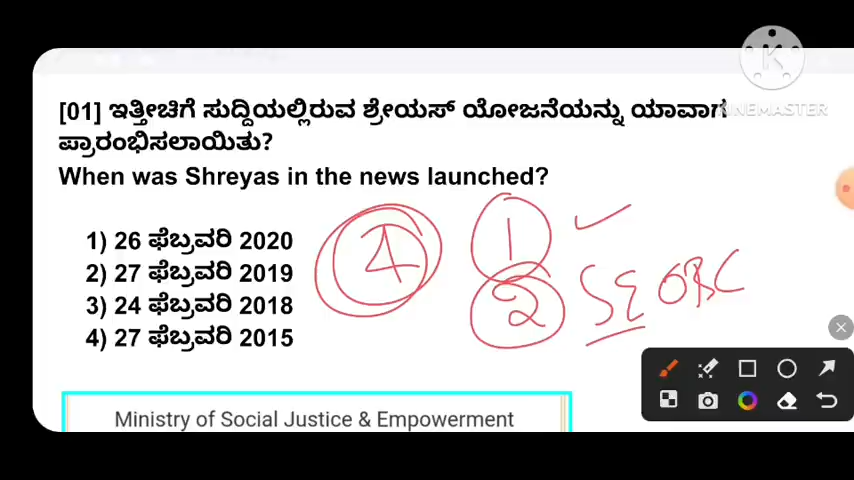 KINEMASTER
[01] ಇತ್ತೀಚಿಗೆ ಸುದ್ದಿಯಲ್ಲಿರುವ ಶ್ರೇಯಸ್ ಯೋಜನೆಯನ್ನು ಯಾವಾಗ
ಪ್ರಾರಂಭಿಸಲಾಯಿತು?
When was Shreyas in the news launched?
1) 26 ಫೆಬ್ರವರಿ 2020
2) 27 ಫೆಬ್ರವರಿ 2019
3) 24 ಫೆಬ್ರವರಿ 2018
4) 27 ಫೆಬ್ರವರಿ 2015
4
1
2 SE OBC
Ministry of Social Justice & Empowerment